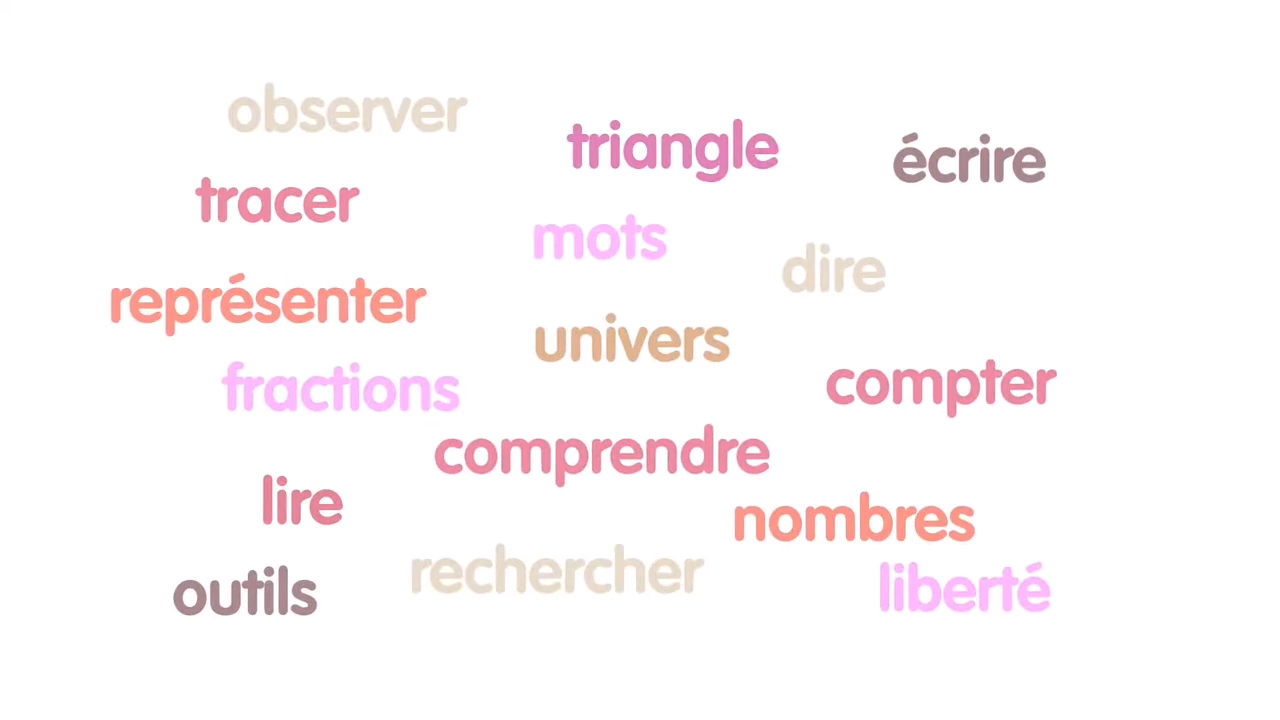 observer
triangle
écrire
tracer
mots
dire
représenter
univers
fractions
compter
comprendre
lire
nombres
rechercher
outils
liberté